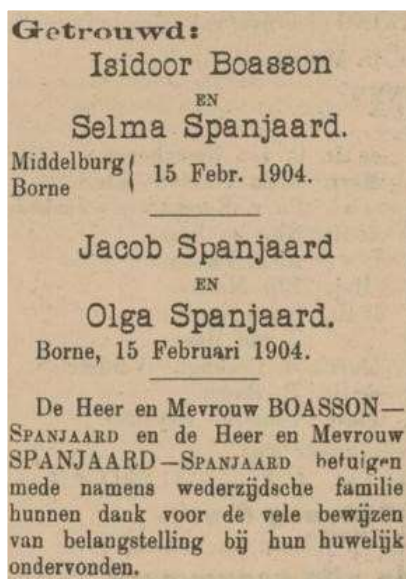 Getrouwd:
Isidoor Boasson
EN
Selma Spanjaard.
Middelburg
Borne { 15 Febr. 1904.
Jacob Spanjaard
EN
Olga Spanjaard.
Borne, 15 Februari 1904.
De Heer en Mevrouw BOASSON—
SPANJAARD en de Heer en Mevrouw
SPANJAARD—SPANJAARD betuigen
mede namens wederzijdsche familie
hunnen dank voor de vele bewijzen
van belangstelling bij hun huwelijk
ondervonden.